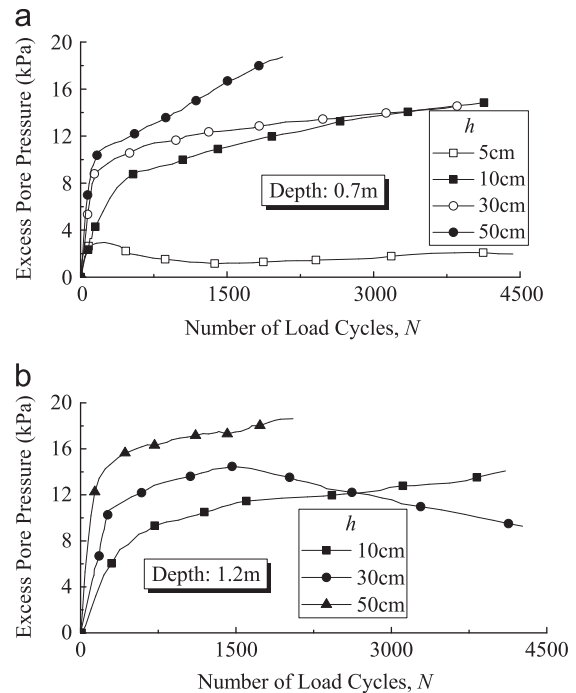 a
Excess Pore Pressure (kPa)
20
16
12
8
4
0
h
5cm
10cm
30cm
50cm
Depth: 0.7m
0
1500
3000
4500
Number of Load Cycles, N
b
Excess Pore Pressure (kPa)
20
16
12
8
4
0
h
10cm
30cm
50cm
Depth: 1.2m
0
1500
3000
4500
Number of Load Cycles, N